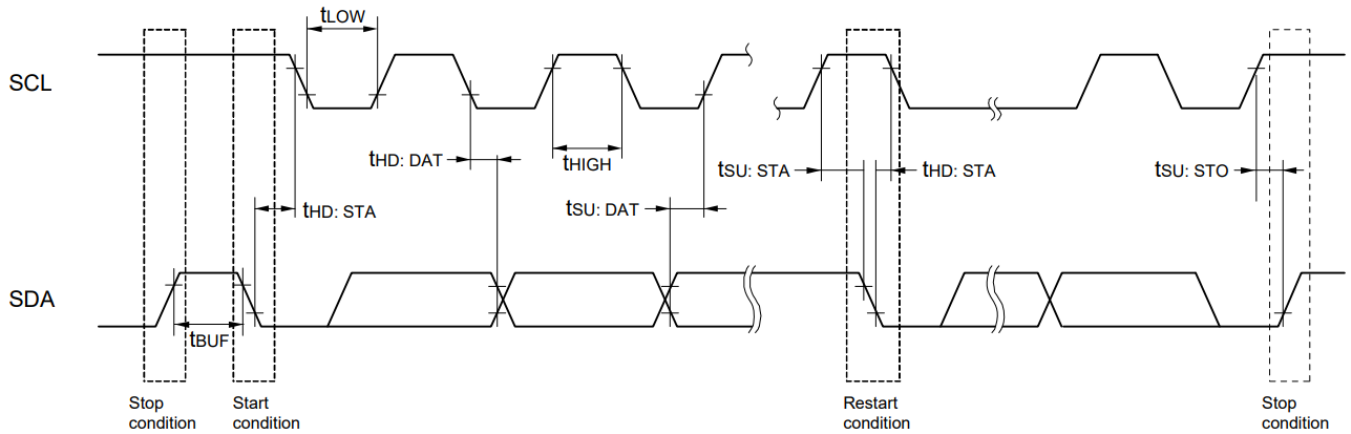 tLOW
SCL
tHD: DAT
tHIGH
tSU: STA
tHD: STA
tSU: STO
tHD: STA
tSU: DAT
SDA
tBUF
Stop
condition
Start
condition
Restart
condition
Stop
condition